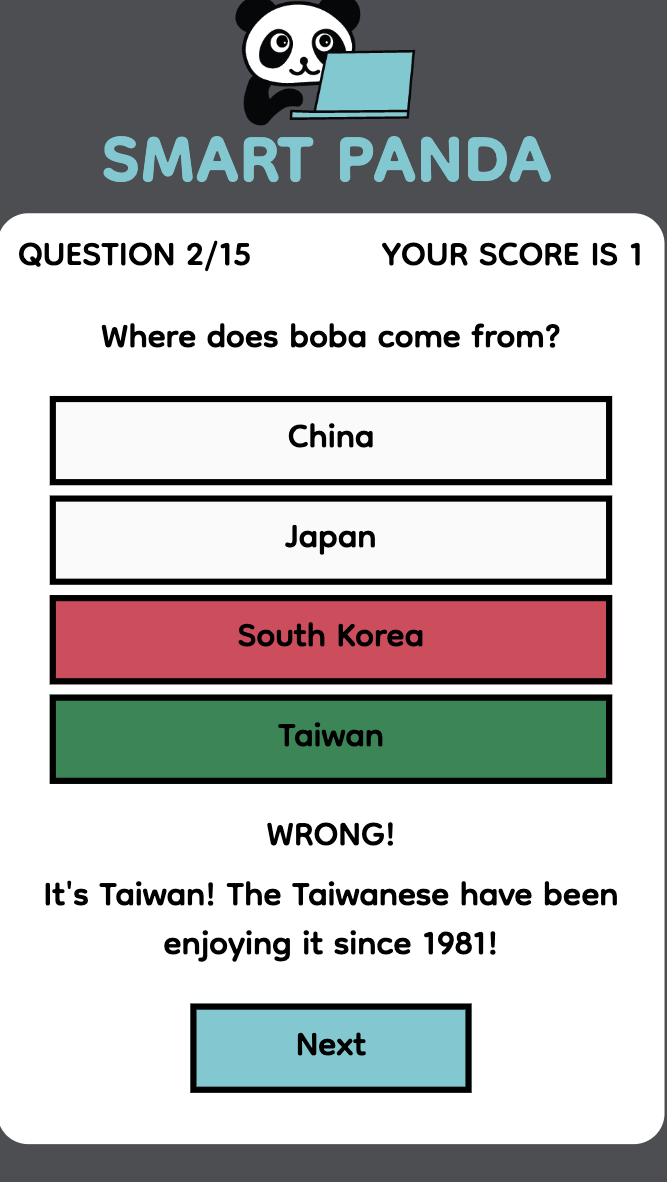 SMART PANDA
QUESTION 2/15
YOUR SCORE IS 1
Where does boba come from?
China
Japan
South Korea
Taiwan
WRONG!
It's Taiwan! The Taiwanese have been
enjoying it since 1981!
Next